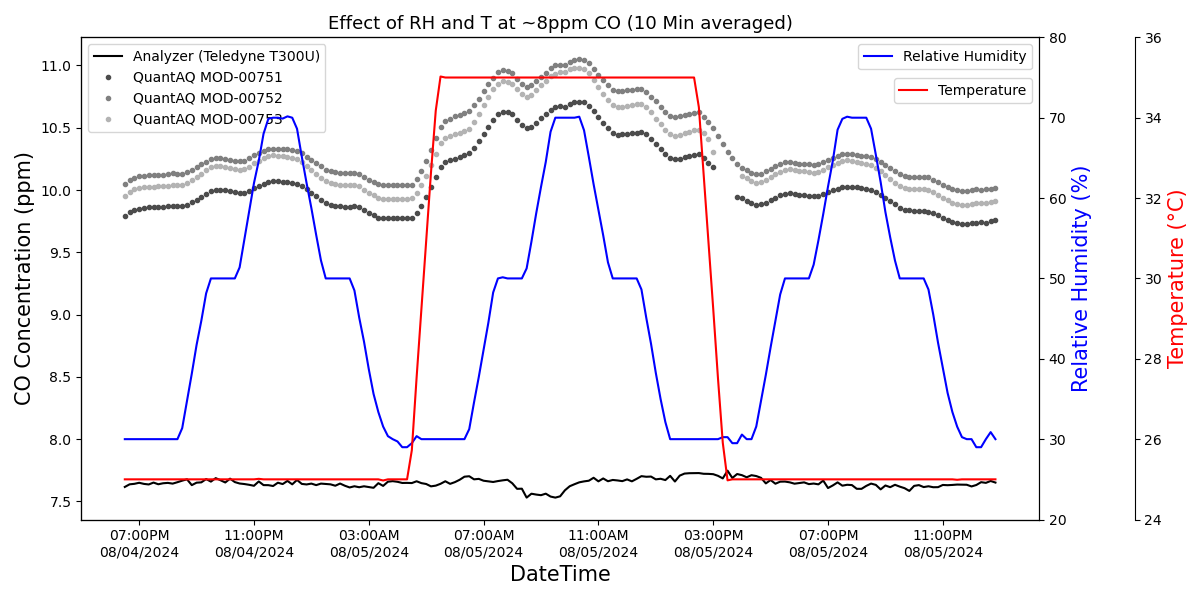 Effect of RH and T at ~8ppm CO (10 Min averaged)
Analyzer (Teledyne T300U)
QuantAQ MOD-00751
QuantAQ MOD-00752
QuantAQ MOD-00753
Relative Humidity
Temperature
CO Concentration (ppm)
11.0
10.5
10.0
9.5
9.0
8.5
8.0
7.5
80
70
60
50
40
30
20
Relative Humidity (%)
36
34
32
30
28
26
24
Temperature (°C)
07:00PM 11:00PM 03:00AM 07:00AM 11:00AM 03:00PM 07:00PM 11:00PM
08/04/2024 08/04/2024 08/05/2024 08/05/2024 08/05/2024 08/05/2024 08/05/2024 08/05/2024
DateTime